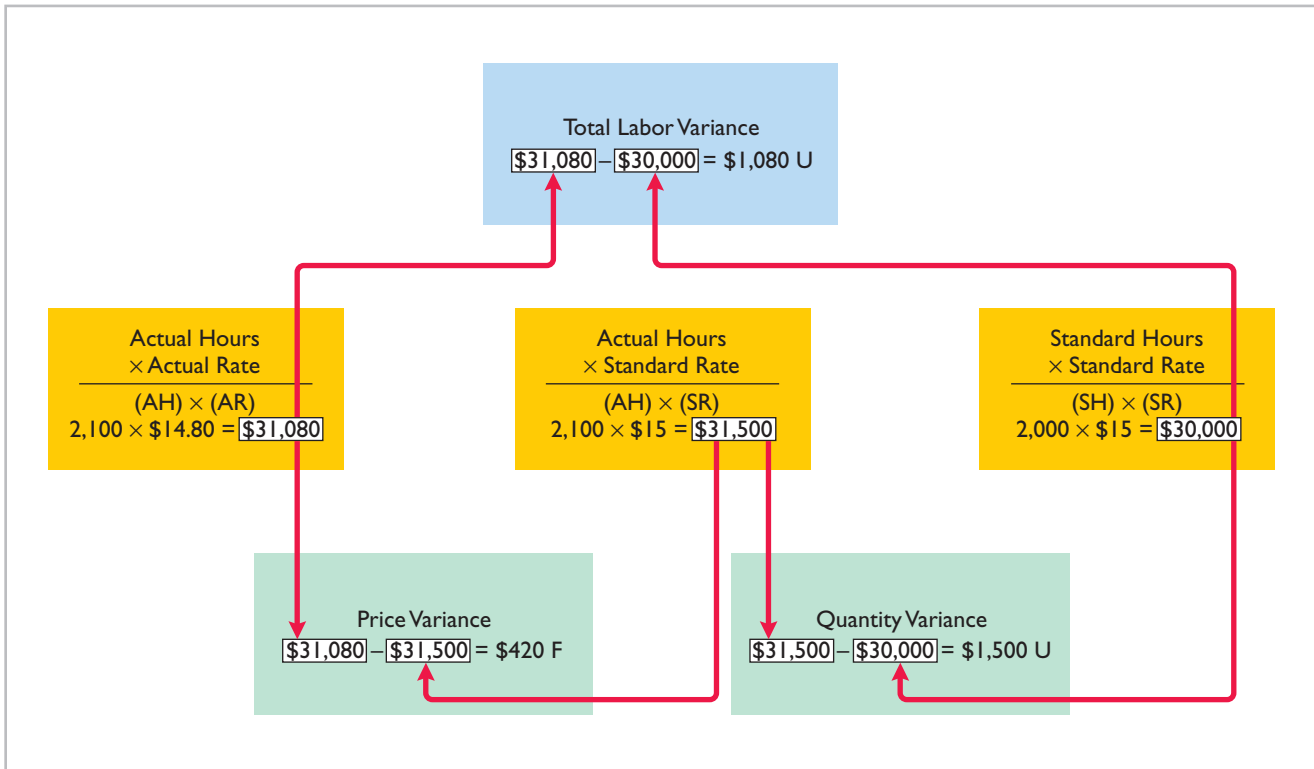 Total Labor Variance
$31,080 – $30,000 = $1,080 U
Actual Hours
× Actual Rate
(AH) × (AR)
2,100 × $14.80 = $31,080
Actual Hours
× Standard Rate
(AH) × (SR)
2,100 × $15 = $31,500
Standard Hours
× Standard Rate
(SH) × (SR)
2,000 × $15 = $30,000
Price Variance
$31,080 – $31,500 = $420 F
Quantity Variance
$31,500 – $30,000 = $1,500 U